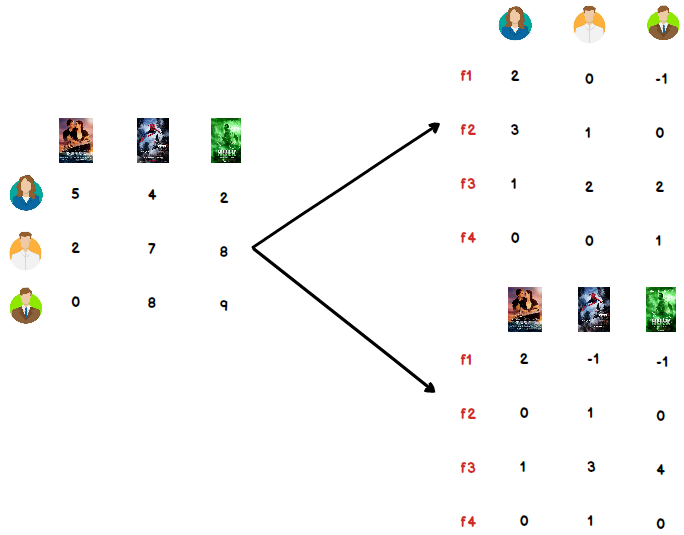 5 4 2
2 7 8
0 8 9
f1 2 0 -1
f2 3 1 0
f3 1 2 2
f4 0 0 1
f1 2 -1 -1
f2 0 1 0
f3 1 3 4
f4 0 1 0